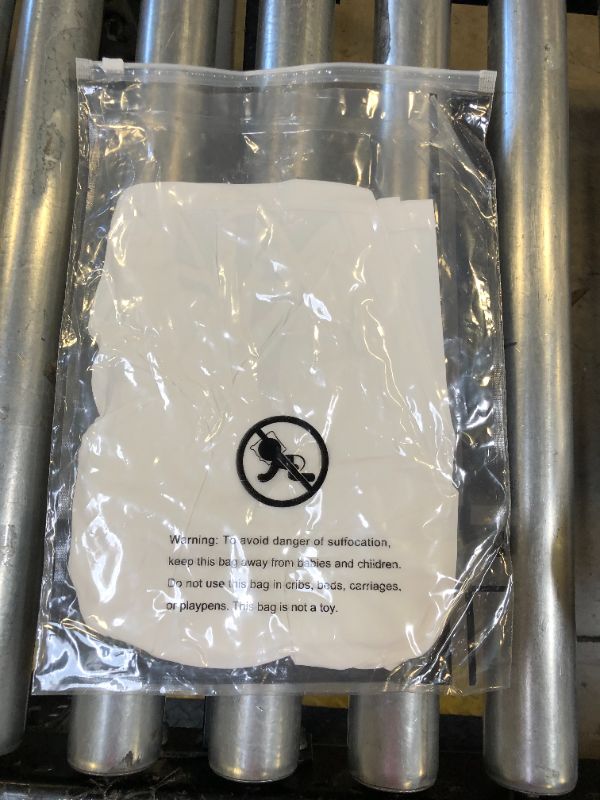 Warning: To avoid danger of suffocation,
keep this bag away from babies and children.
Do not use this bag in cribs, beds, carriages,
or playpens. This bag is not a toy.